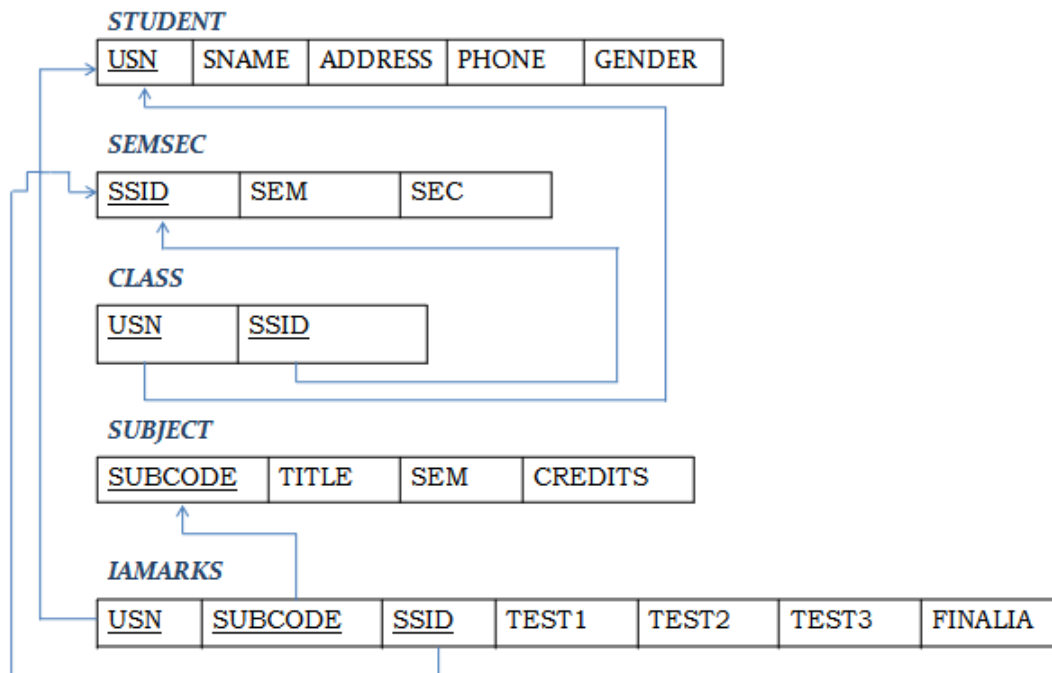 STUDENT
USN SNAME ADDRESS PHONE GENDER
SEMSEC
SSID SEM SEC
CLASS
USN SSID
SUBJECT
SUBCODE TITLE SEM CREDITS
IAMARKS
USN SUBCODE SSID TEST1 TEST2 TEST3 FINALIA